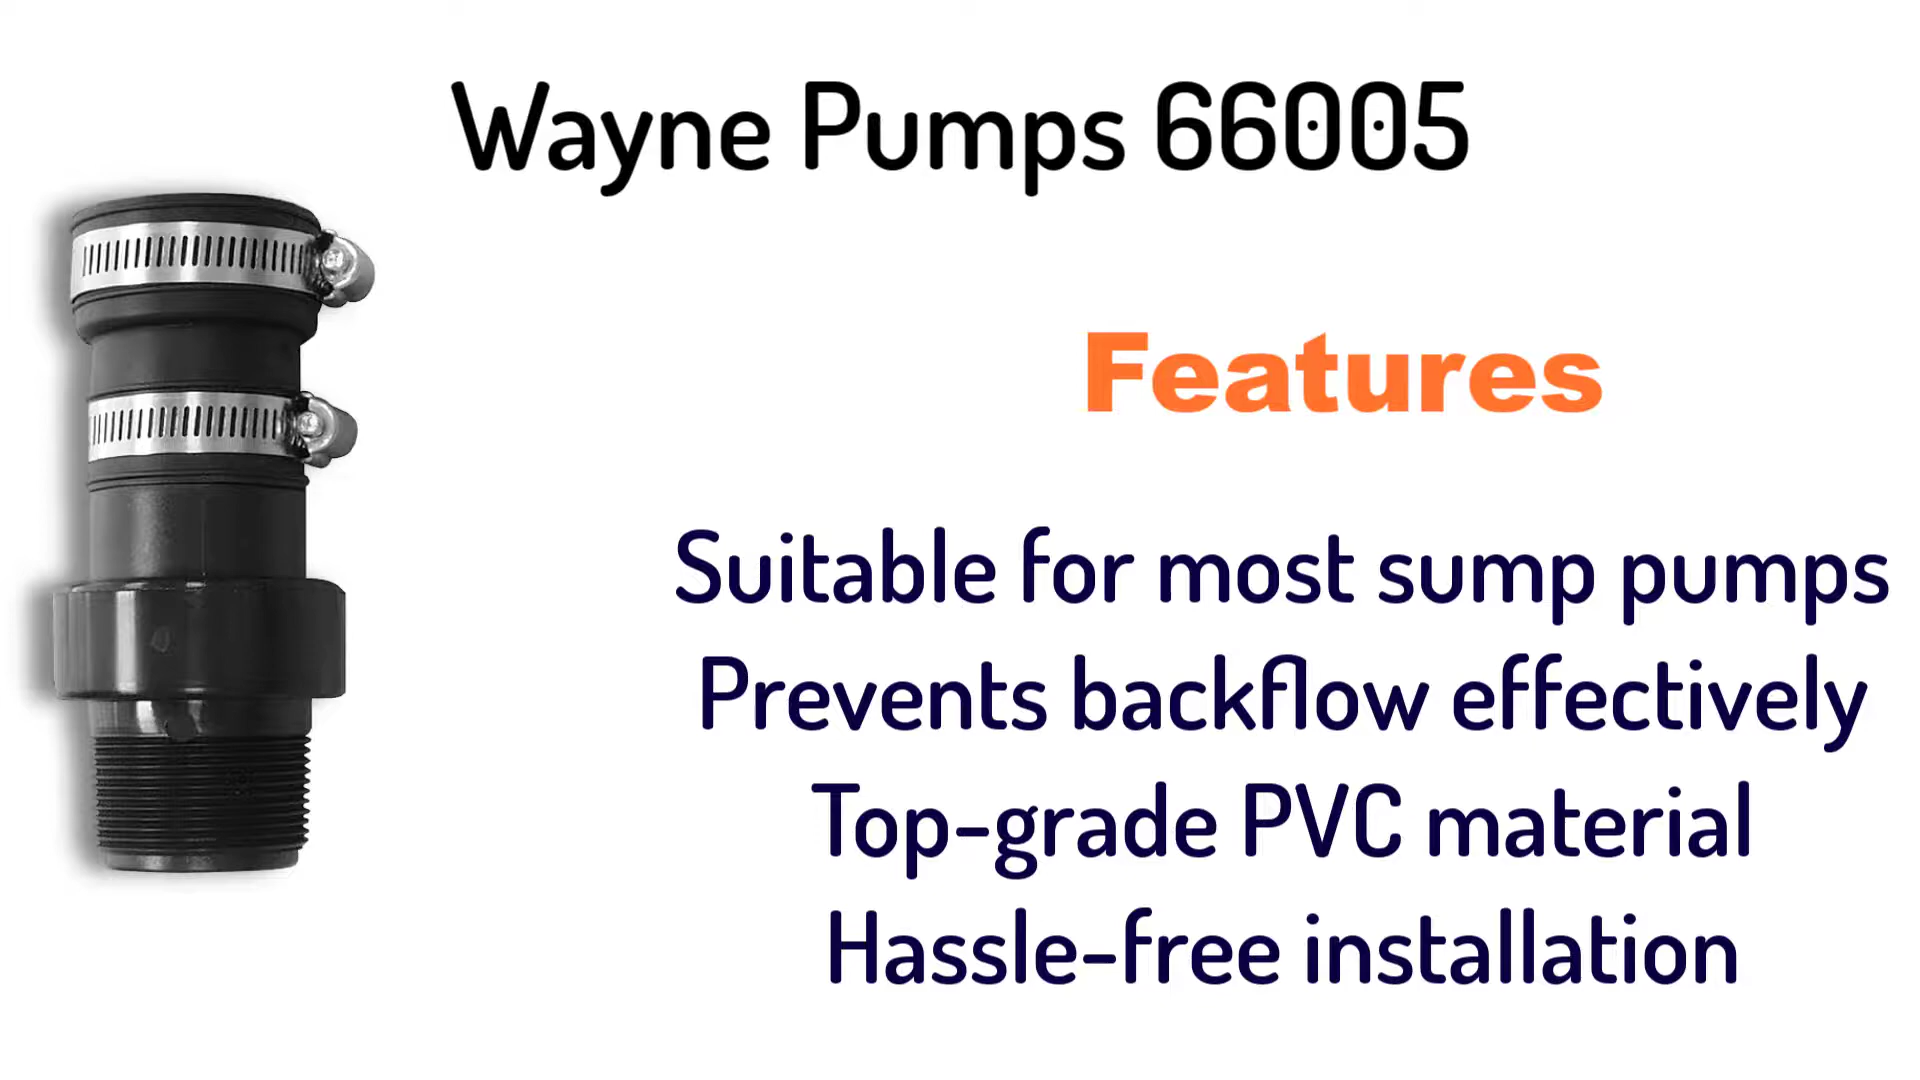 Wayne Pumps 66005
Features
Suitable for most sump pumps
Prevents backflow effectively
Top-grade PVC material
Hassle-free installation